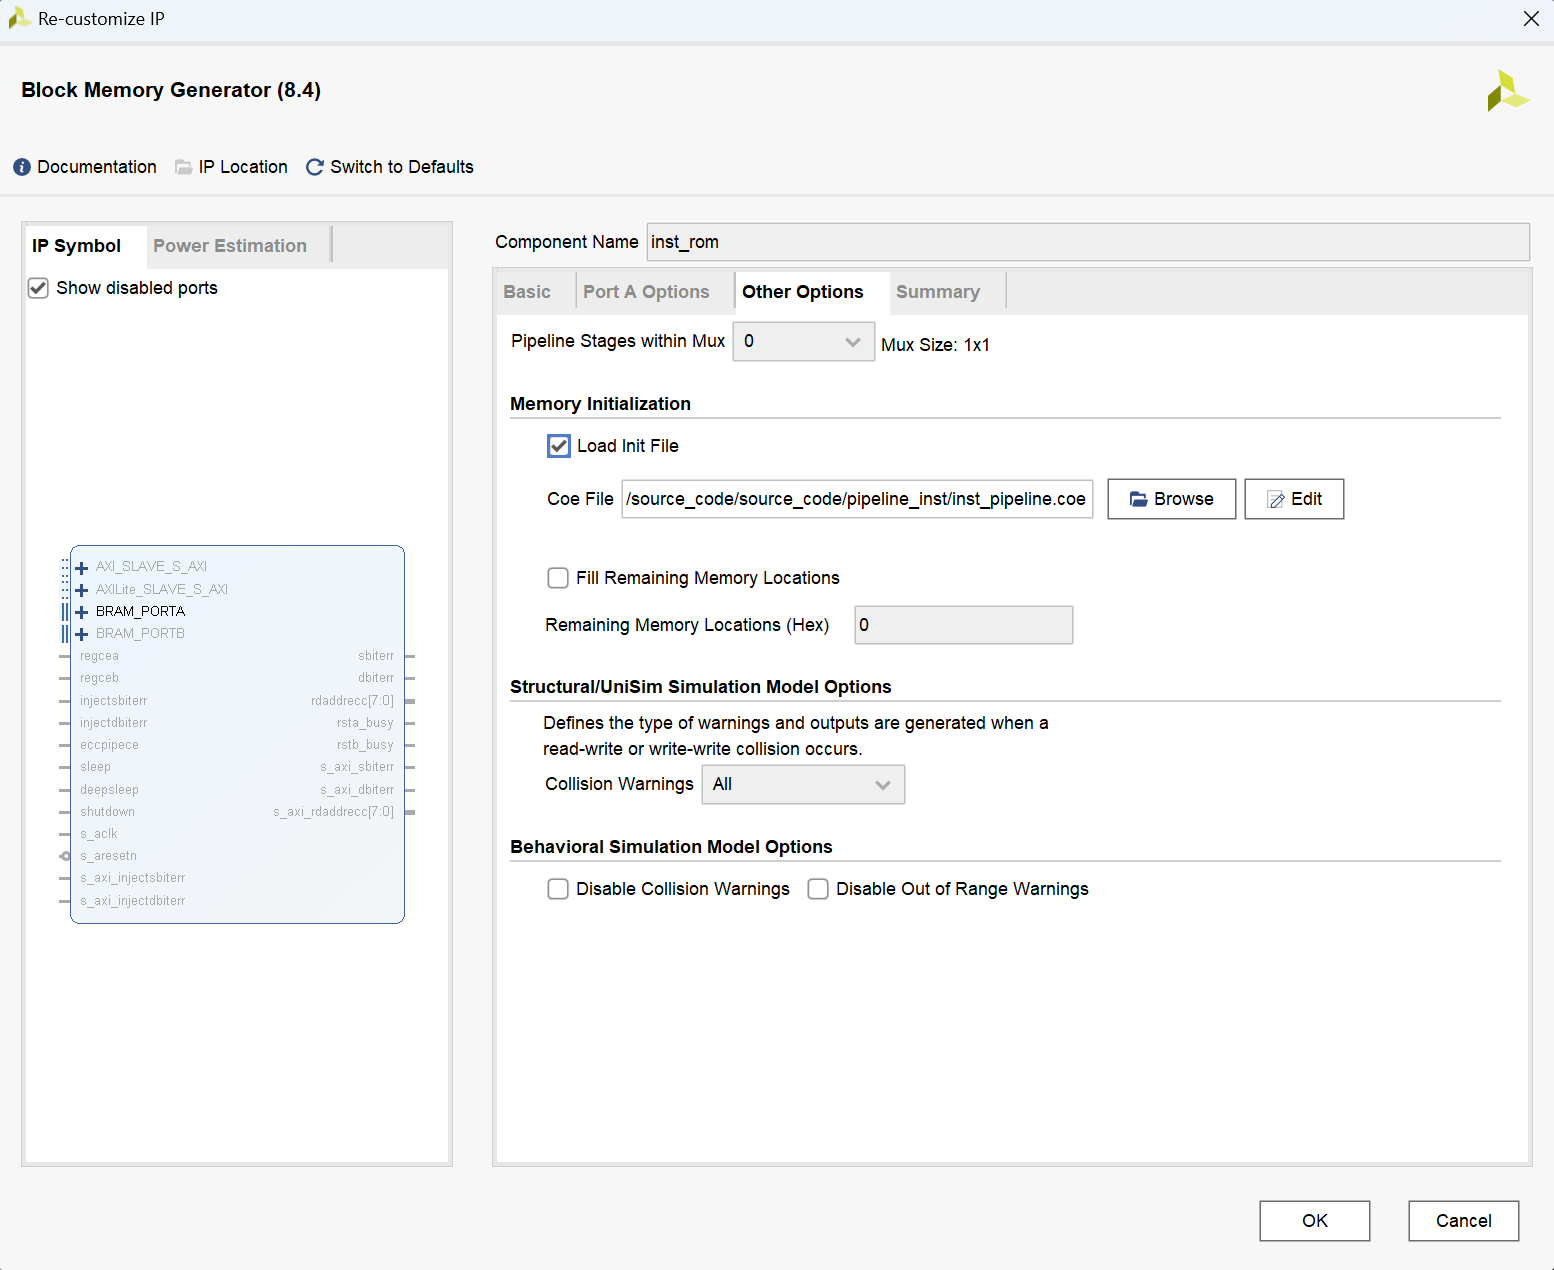 Re-customize IP
Block Memory Generator (8.4)
Documentation
IP Location
Switch to Defaults
IP Symbol
Power Estimation
Show disabled ports
AXI_SLAVE_S_AXI
AXILite_SLAVE_S_AXI
BRAM_PORTA
BRAM_PORTB
regcea
regceb
injectsbiterr
injectdbiterr
eccpipece
sleep
deepsleep
shutdown
s_aclk
s_aresetn
s_axi_injectsbiterr
s_axi_injectdbiterr
sbiterr
dbiterr
rdaddrecc[7:0]
rsta_busy
rstb_busy
s_axi_sbiterr
s_axi_dbiterr
s_axi_rdaddrecc[7:0]
Component Name inst_rom
Basic
Port A Options
Other Options
Summary
Pipeline Stages within Mux 0 Mux Size: 1x1
Memory Initialization
Load Init File
Coe File /source_code/source_code/pipeline_inst/inst_pipeline.coe Browse Edit
Fill Remaining Memory Locations
Remaining Memory Locations (Hex) 0
Structural/UniSim Simulation Model Options
Defines the type of warnings and outputs are generated when a
read-write or write-write collision occurs.
Collision Warnings All
Behavioral Simulation Model Options
Disable Collision Warnings Disable Out of Range Warnings
OK
Cancel